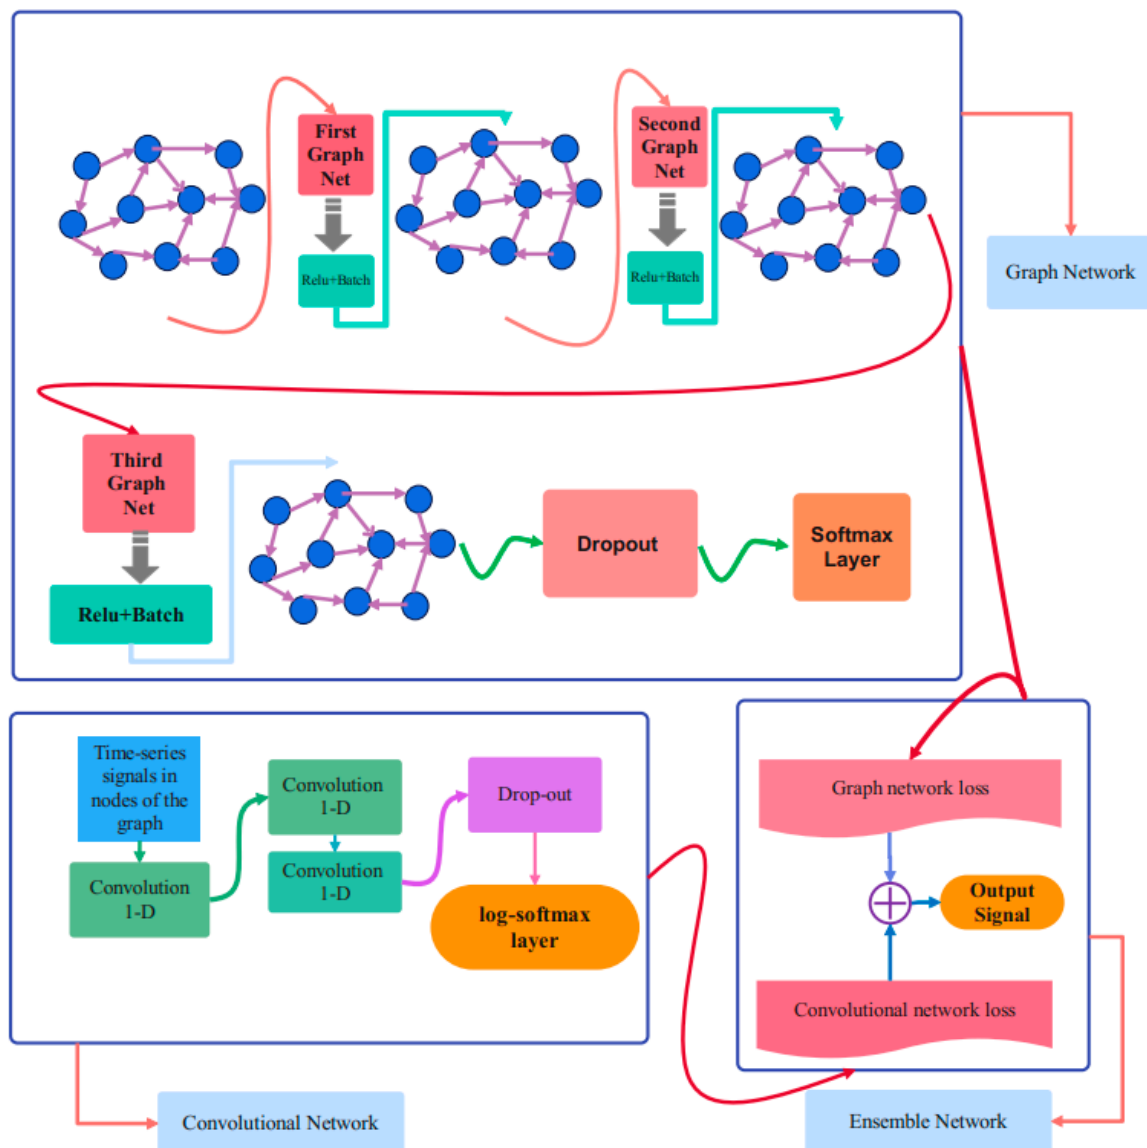 First
Graph
Net
Relu+Batch
Second
Graph
Net
Relu+Batch
Graph Network
Third
Graph
Net
Relu+Batch
Dropout
Softmax
Layer
Time-series
signals in
nodes of the
graph
Convolution
1-D
Convolution
1-D
Convolution
1-D
Drop-out
log-softmax
layer
Convolutional Network
Graph network loss
Output
Signal
Convolutional network loss
Ensemble Network